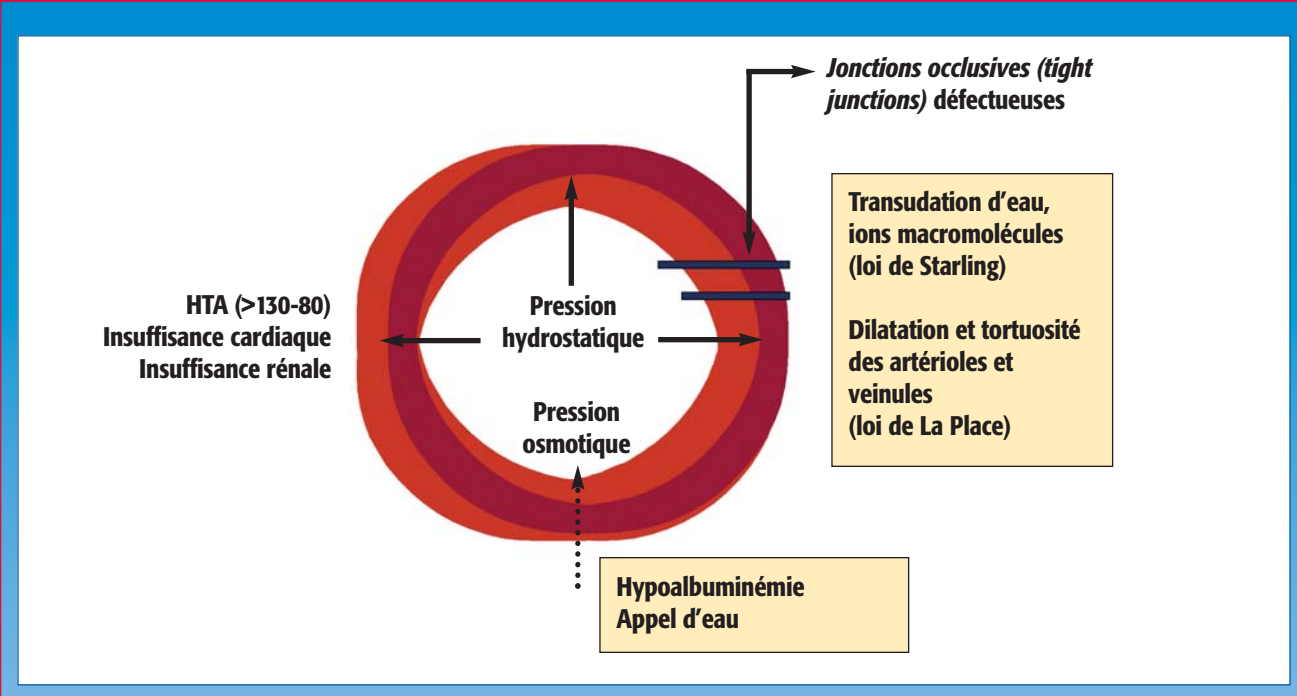 Jonctions occlusives (tight
junctions) défectueuses
Transudation d’eau,
ions macromolécules
(loi de Starling)
Dilatation et tortuosité
des artérioles et
veinules
(loi de La Place)
HTA (>130-80)
Insuffisance cardiaque
Insuffisance rénale
Pression
hydrostatique
Pression
osmotique
Hypoalbuminémie
Appel d’eau